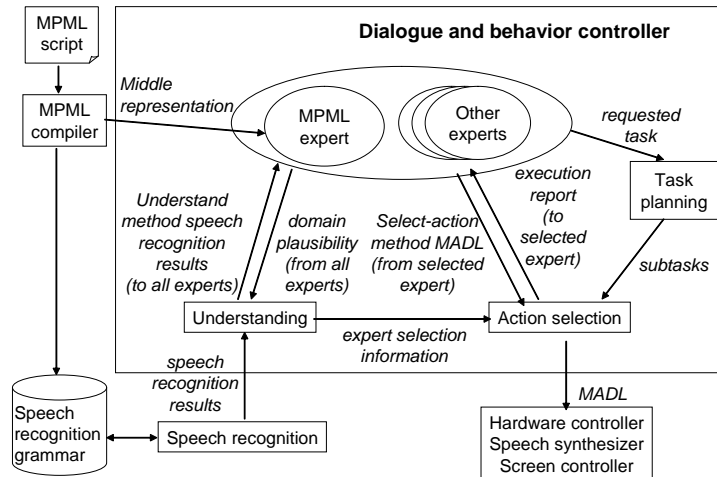 MPML
script
Dialogue and behavior controller
MPML
compiler
Middle
representation
MPML
expert
Other
experts
requested
task
Task
planning
Understand
method speech
recognition
results
(to all experts)
domain
plausibility
(from all
experts)
Select-action
method MADL
(from selected
expert)
execution
report
(to
selected
expert)
subtasks
Understanding
expert selection
information
Action selection
speech
recognition
results
MADL
Speech
recognition
grammar
Speech recognition
Hardware controller
Speech synthesizer
Screen controller